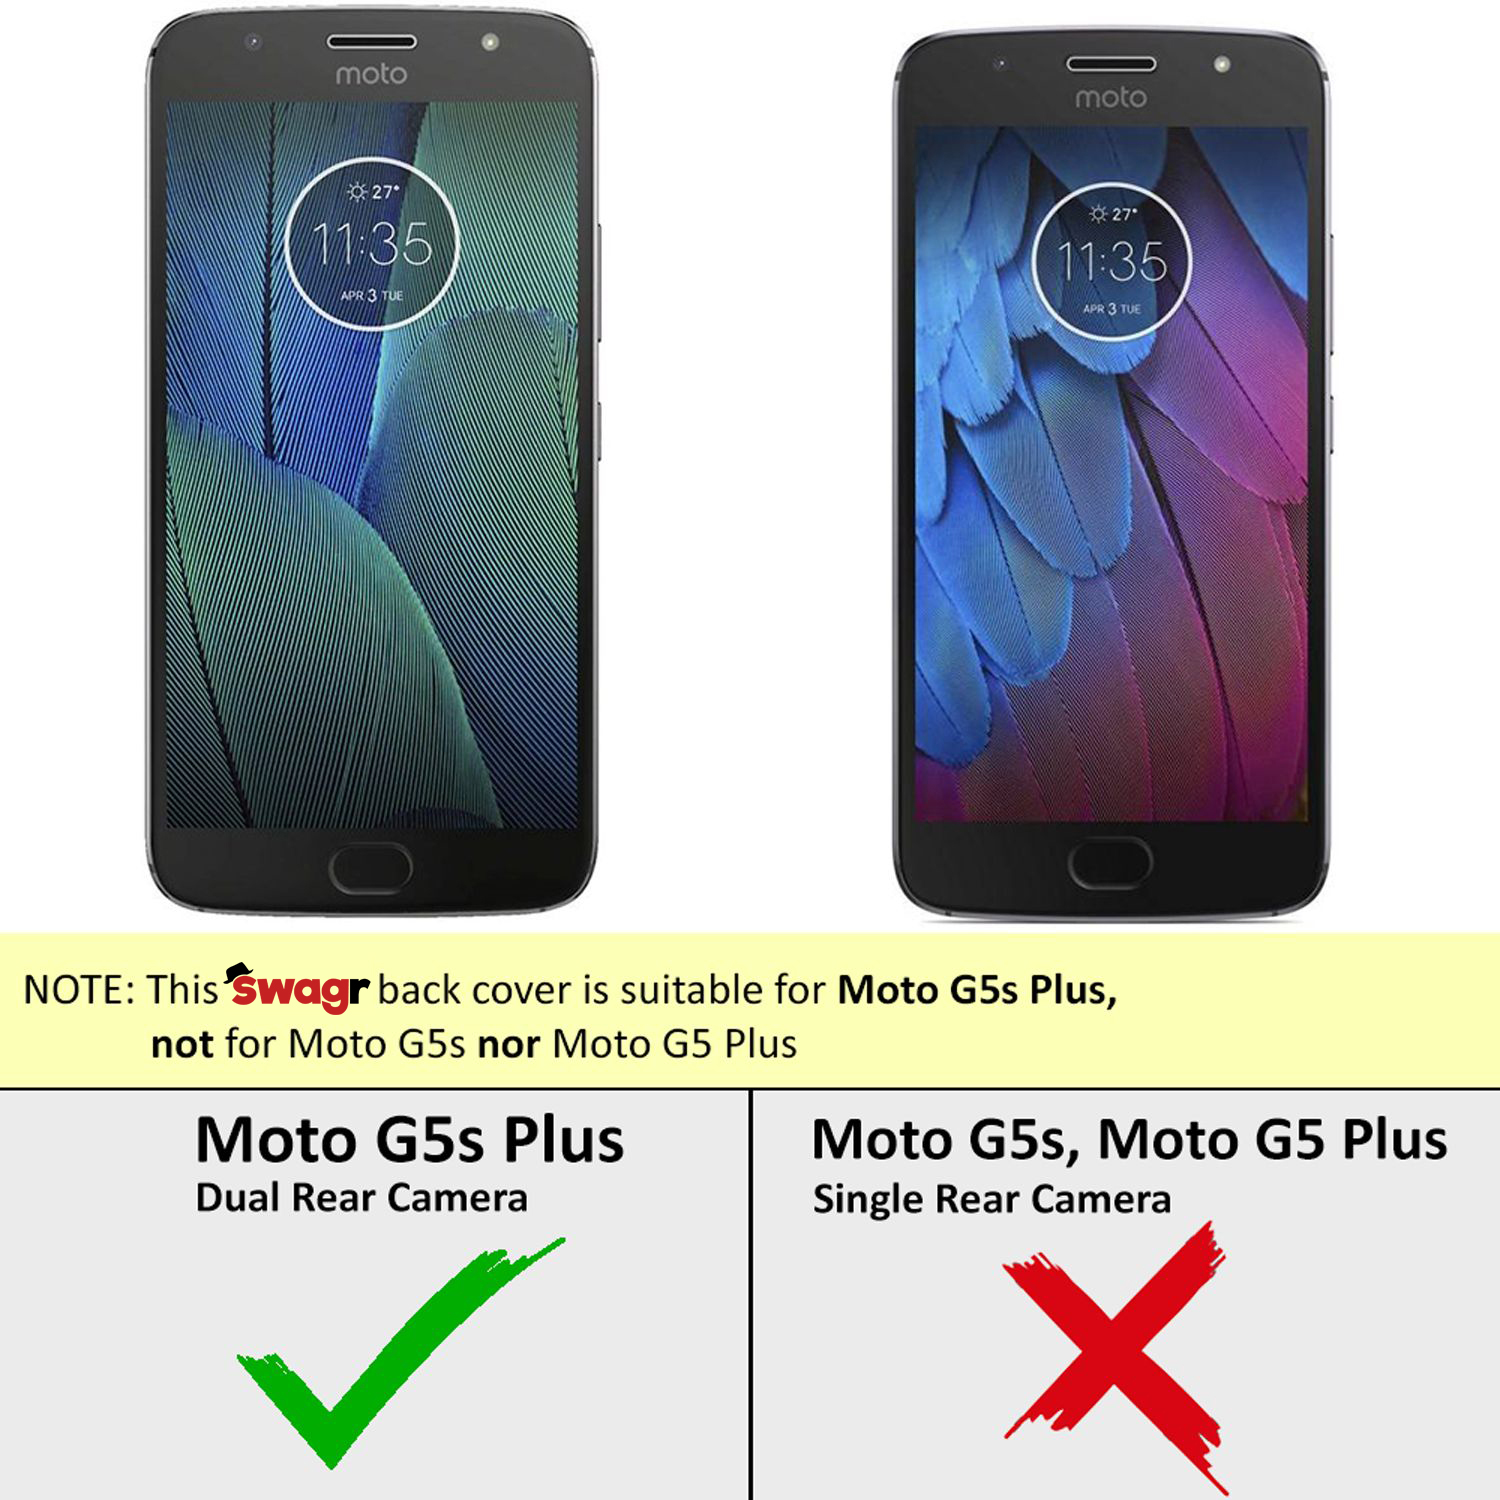 moto
27°
11:35
APR 3 TUE
moto
27°
11:35
APR 3 TUE
NOTE: This swagr back cover is suitable for Moto G5s Plus,
not for Moto G5s nor Moto G5 Plus
Moto G5s Plus
Dual Rear Camera
Moto G5s, Moto G5 Plus
Single Rear Camera